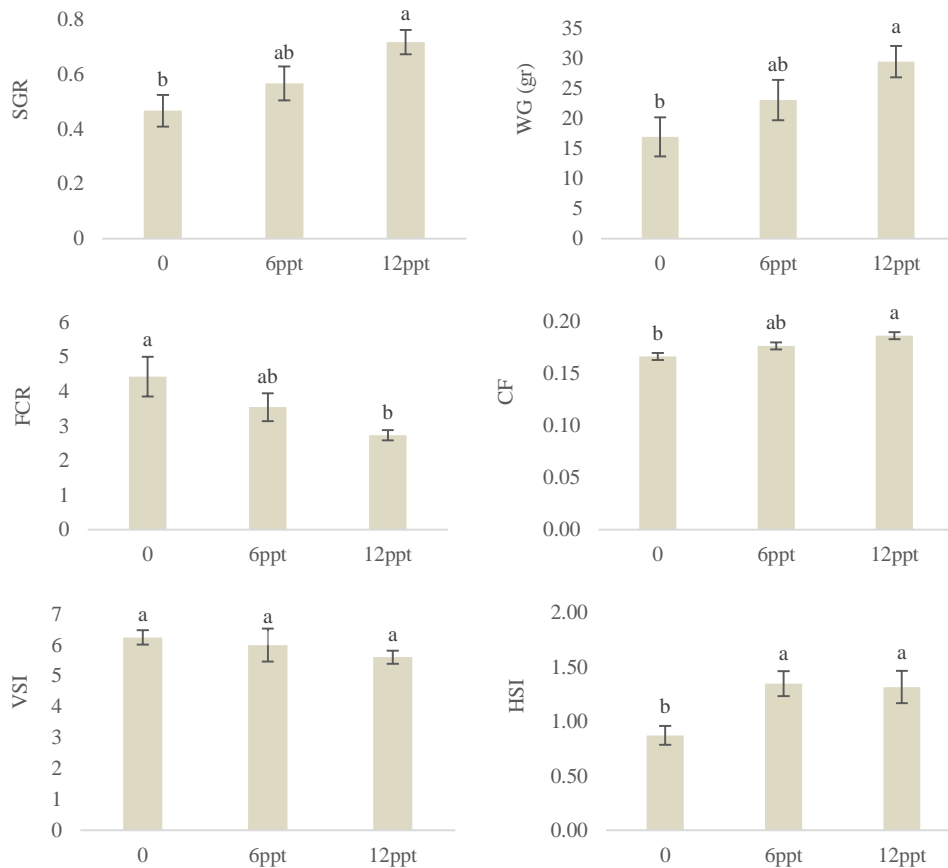 SGR
0.8
0.6
0.4
0.2
0
b
ab
a
0
6ppt
12ppt
WG (gr)
35
30
25
20
15
10
5
0
b
ab
a
0
6ppt
12ppt
FCR
6
5
4
3
2
1
0
a
ab
b
0
6ppt
12ppt
CF
0.20
0.15
0.10
0.05
0.00
b
ab
a
0
6ppt
12ppt
VSI
7
6
5
4
3
2
1
0
a
a
a
0
6ppt
12ppt
HSI
2.00
1.50
1.00
0.50
0.00
b
a
a
0
6ppt
12ppt